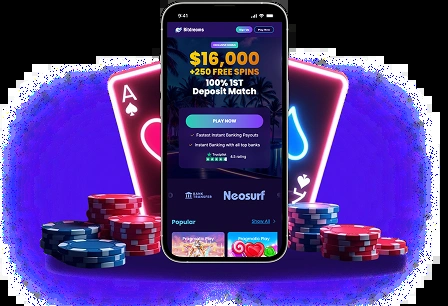 9:41
Bitdreams
Sign Up
Play Now
$16,000
+250 FREE SPINS
100% 1ST
Deposit Match
PLAY NOW
Fastest Instant Banking Payouts
Instant Banking with all top banks
Trustpilot
4.5 rating
BANK
TRANSFER
Neosurf
Popular
Show All
Pragmatic Play
Pragmatic Play
A